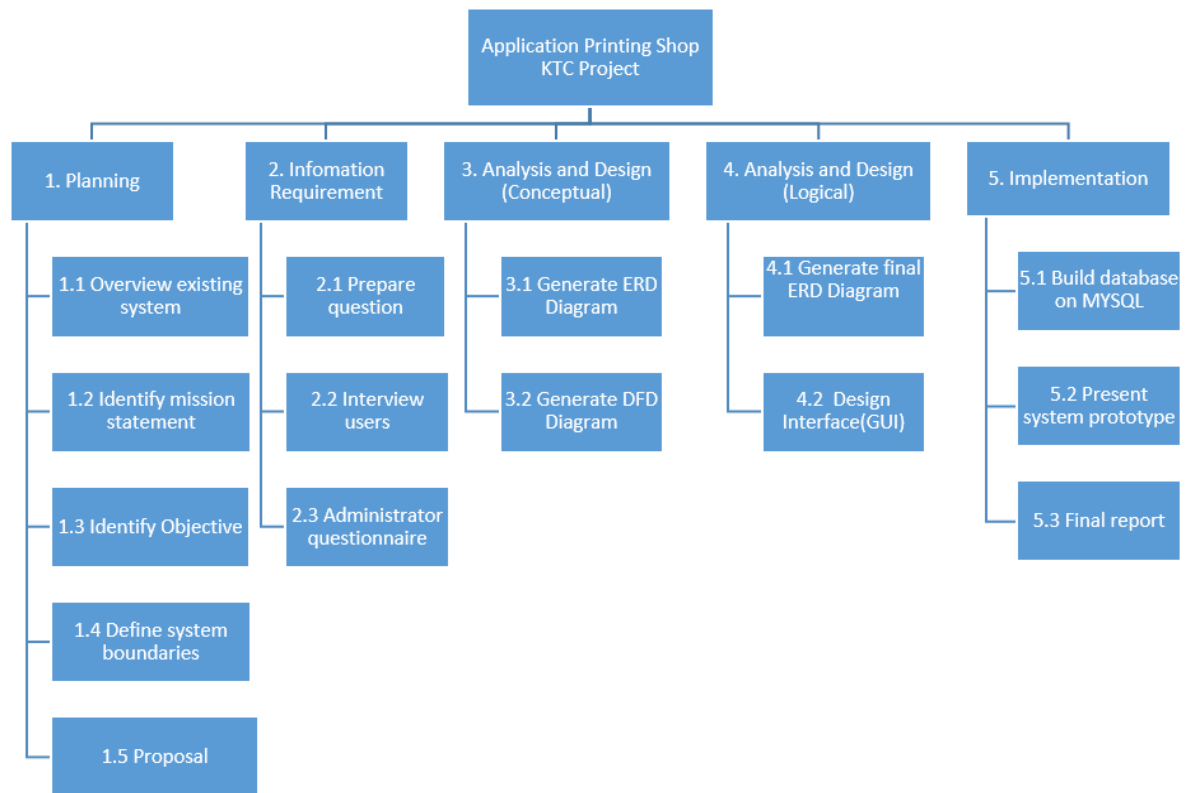 Application Printing Shop
KTC Project
1. Planning
2. Infomation
Requirement
3. Analysis and Design
(Conceptual)
4. Analysis and Design
(Logical)
5. Implementation
1.1 Overview existing
system
1.2 Identify mission
statement
1.3 Identify Objective
1.4 Define system
boundaries
1.5 Proposal
2.1 Prepare
question
2.2 Interview
users
2.3 Administrator
questionnaire
3.1 Generate ERD
Diagram
3.2 Generate DFD
Diagram
4.1 Generate final
ERD Diagram
4.2 Design
Interface(GUI)
5.1 Build database
on MYSQL
5.2 Present
system prototype
5.3 Final report